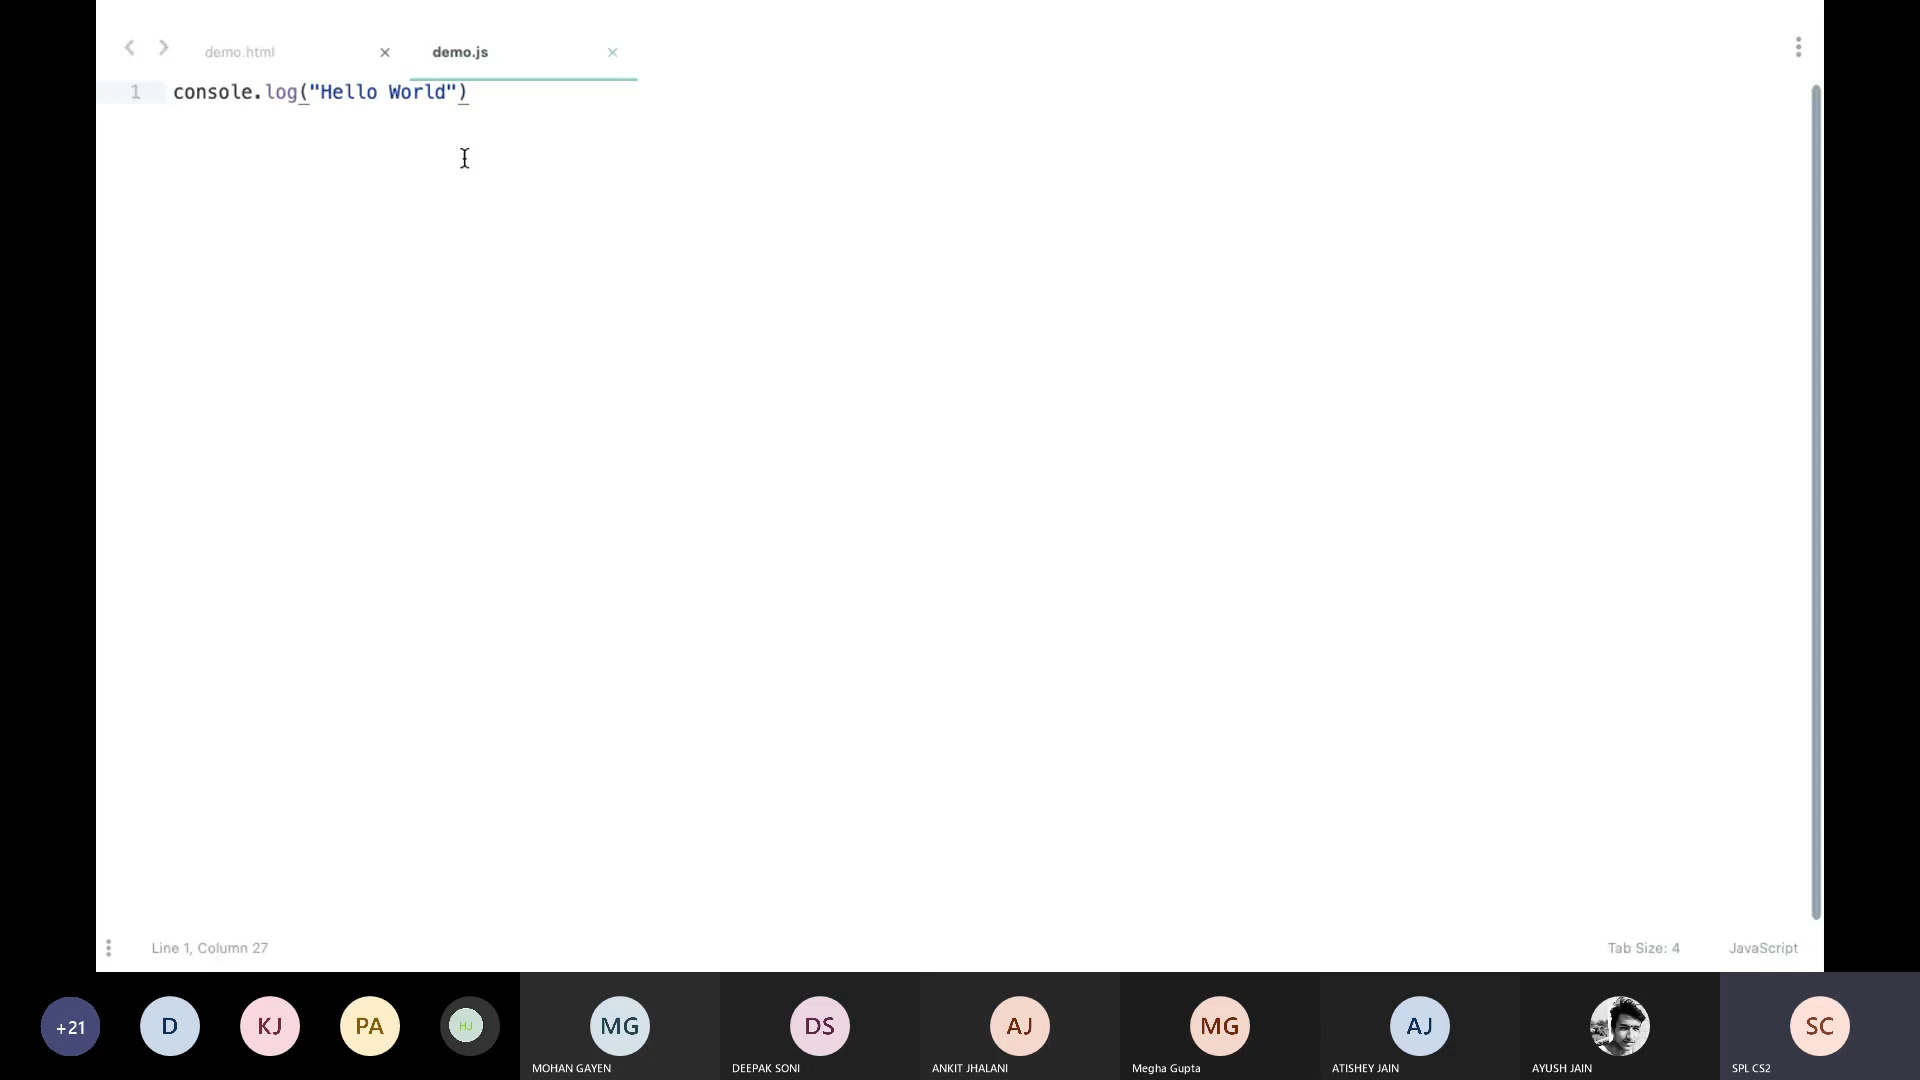 demo.html
demo.js
1 console.log("Hello World")
Line 1, Column 27
Tab Size: 4
JavaScript
+21
D
KJ
PA
HJ
MG
DS
AJ
MG
AJ
SC
MOHAN GAYEN
DEEPAK SONI
ANKIT JHALANI
Megha Gupta
ATISHEY JAIN
AYUSH JAIN
SPL CS2